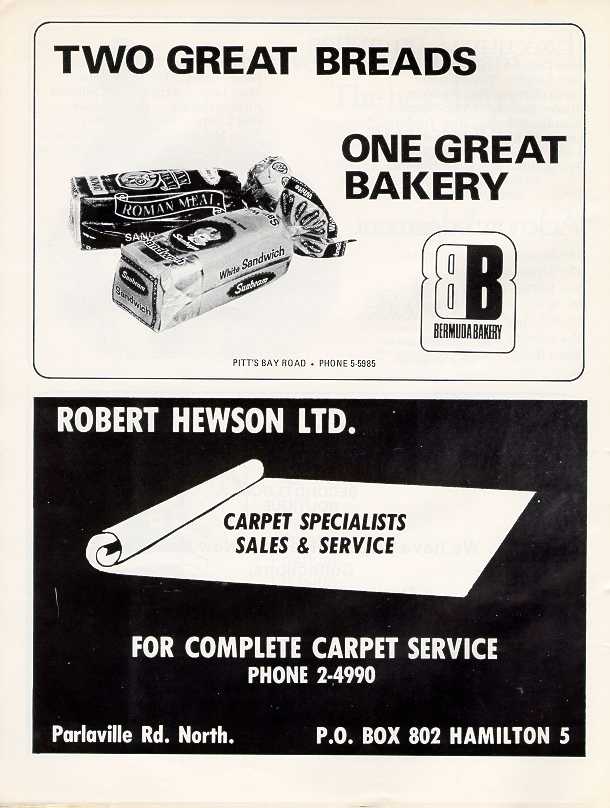 TWO GREAT BREADS
ONE GREAT
BAKERY
ROMAN MEAL
SAN
White Sandwich
Sunbeam
Sunbeam
Sandwich
BB
BERMUDA BAKERY
PITT'S BAY ROAD • PHONE 5-5985
ROBERT HEWSON LTD.
CARPET SPECIALISTS
SALES & SERVICE
FOR COMPLETE CARPET SERVICE
PHONE 2-4990
Parlaville Rd. North.
P.O. BOX 802 HAMILTON 5